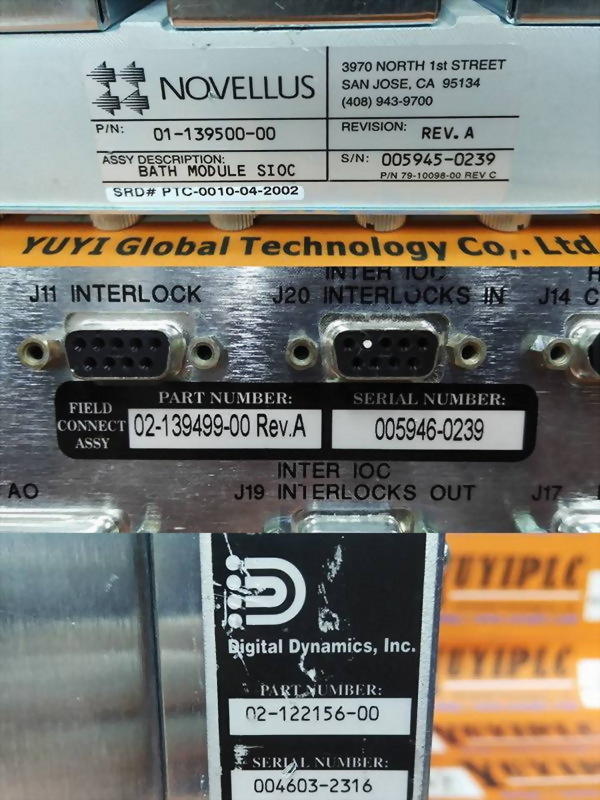 NOVELLUS
3970 NORTH 1st STREET
SAN JOSE, CA 95134
(408) 943-9700
P/N: 01-139500-00
REVISION: REV. A
ASSY DESCRIPTION:
BATH MODULE SIOC
S/N: 005945-0239
P/N 79-10098-00 REV C
SRD# PTC-0010-04-2002
YUYI Global Technology Co,. Ltd
J11 INTERLOCK
INTER IOC
J20 INTERLOCKS IN
J14
FIELD
CONNECT
ASSY
PART NUMBER:
02-139499-00 Rev.A
SERIAL NUMBER:
005946-0239
AO
INTER IOC
J19 INTERLOCKS OUT
J17
Digital Dynamics, Inc.
PART NUMBER:
02-122156-00
SERIAL NUMBER:
004603-2316
YUYIPLC
YUYIPLC
YUYIPLC